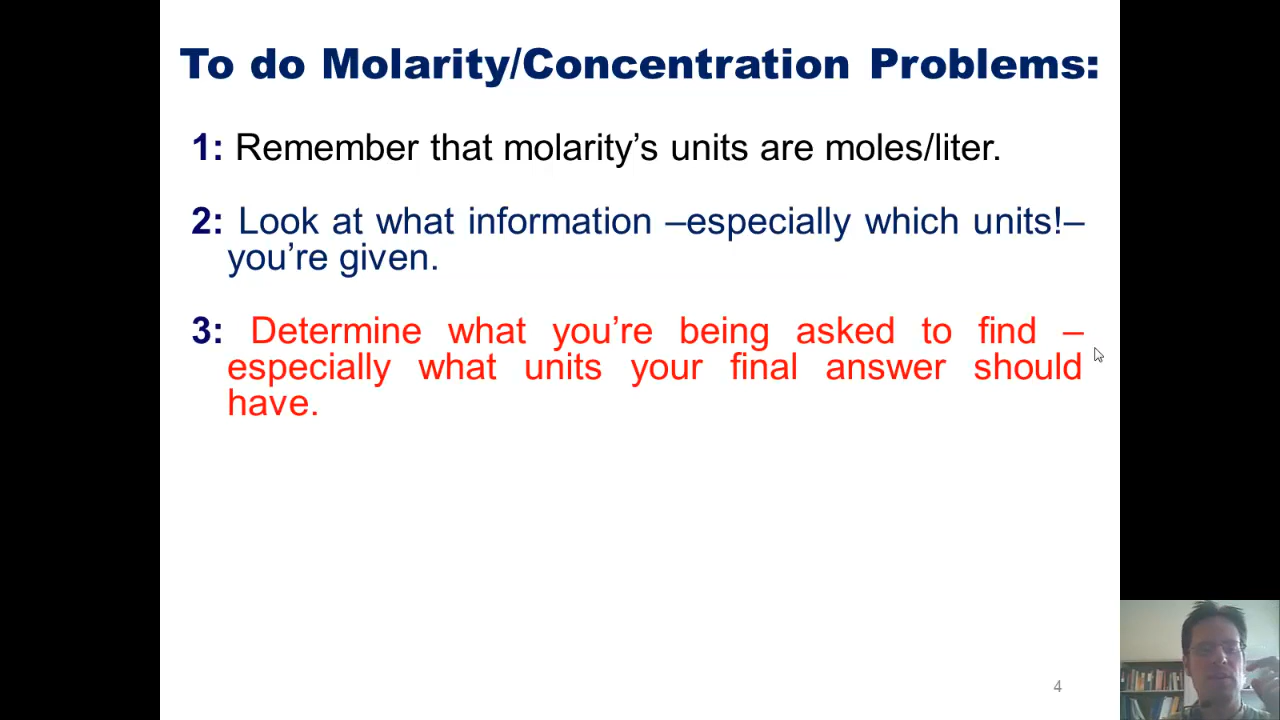 To do Molarity/Concentration Problems:
1: Remember that molarity’s units are moles/liter.
2: Look at what information –especially which units!–
you’re given.
3: Determine what you’re being asked to find –
especially what units your final answer should
have.
4